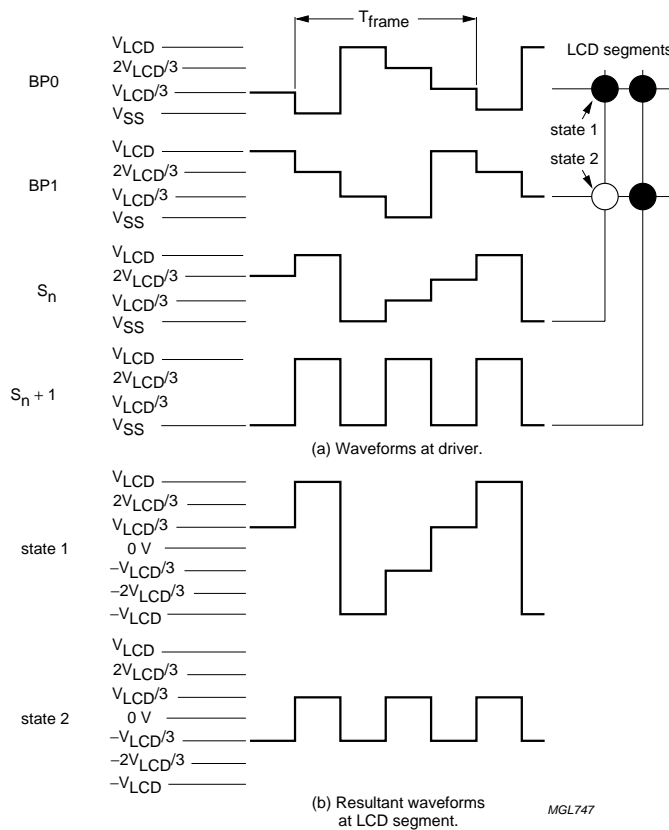 T_frame
LCD segments
BP0
V_LCD
2V_LCD/3
V_LCD/3
V_SS
state 1
BP1
V_LCD
2V_LCD/3
V_LCD/3
V_SS
state 2
S_n
V_LCD
2V_LCD/3
V_LCD/3
V_SS
S_n + 1
V_LCD
2V_LCD/3
V_LCD/3
V_SS
(a) Waveforms at driver.
state 1
V_LCD
2V_LCD/3
V_LCD/3
0 V
−V_LCD/3
−2V_LCD/3
−V_LCD
state 2
V_LCD
2V_LCD/3
V_LCD/3
0 V
−V_LCD/3
−2V_LCD/3
−V_LCD
(b) Resultant waveforms
at LCD segment.
MGL747